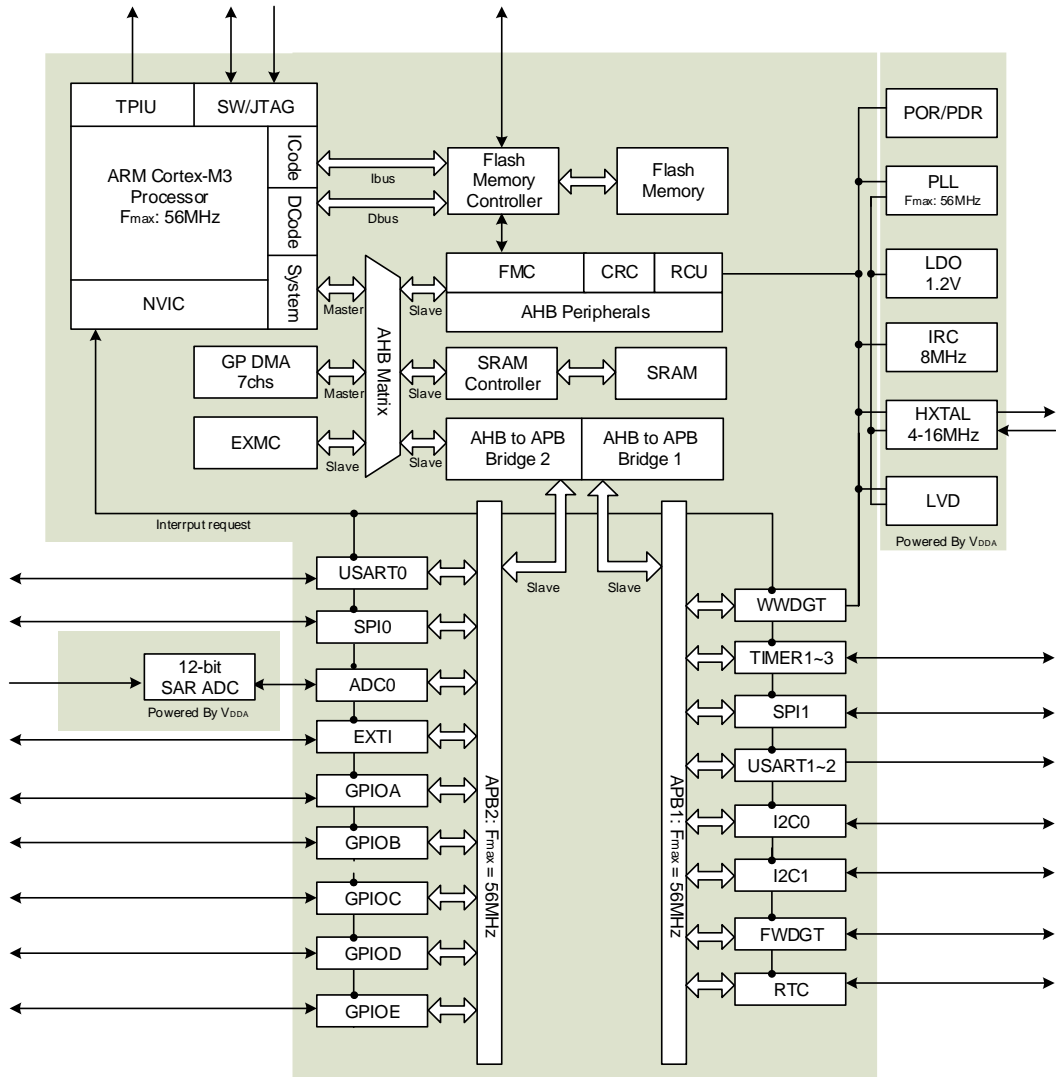 TPIU
SW/JTAG
ARM Cortex-M3
Processor
Fmax: 56MHz
ICode
DCode
System
NVIC
Ibus
Dbus
Flash
Memory
Controller
Flash
Memory
FMC
CRC
RCU
AHB Peripherals
Master
Slave
AHB Matrix
GP DMA
7chs
Master
Slave
SRAM
Controller
SRAM
EXMC
Slave
Slave
AHB to APB
Bridge 2
AHB to APB
Bridge 1
POR/PDR
PLL
Fmax: 56MHz
LDO
1.2V
IRC
8MHz
HXTAL
4-16MHz
LVD
Powered By VDDA
Interrput request
Slave
Slave
USART0
SPI0
12-bit
SAR ADC
Powered By VDDA
ADC0
EXTI
GPIOA
GPIOB
GPIOC
GPIOD
GPIOE
APB2: Fmax = 56MHz
APB1: Fmax = 56MHz
WWDGT
TIMER1~3
SPI1
USART1~2
I2C0
I2C1
FWDGT
RTC